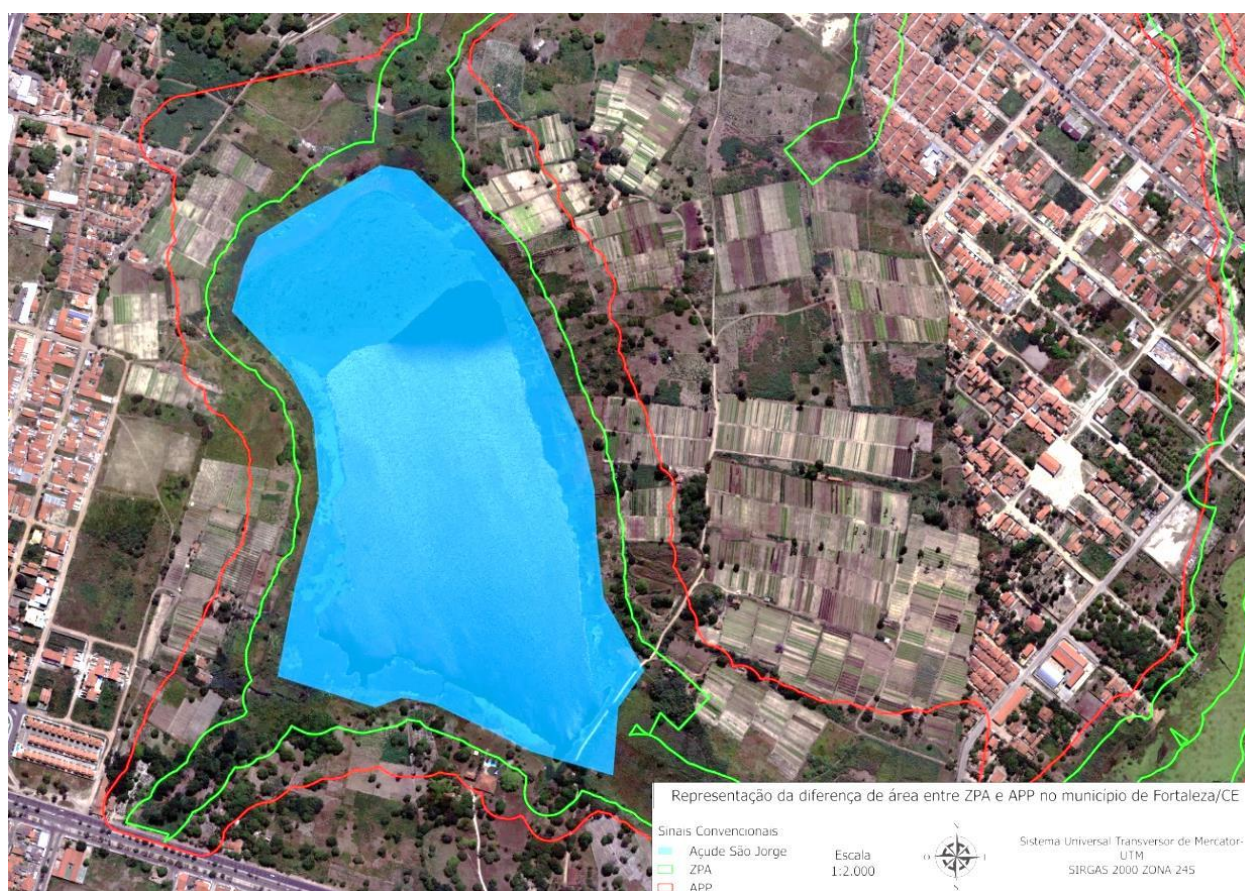 Representação da diferença de área entre ZPA e APP no município de Fortaleza/CE
Sinais Convencionais
Açude São Jorge
ZPA
APP
Escala
1:2.000
Sistema Universal Transversor de Mercator-
UTM
SIRGAS 2000 ZONA 24S